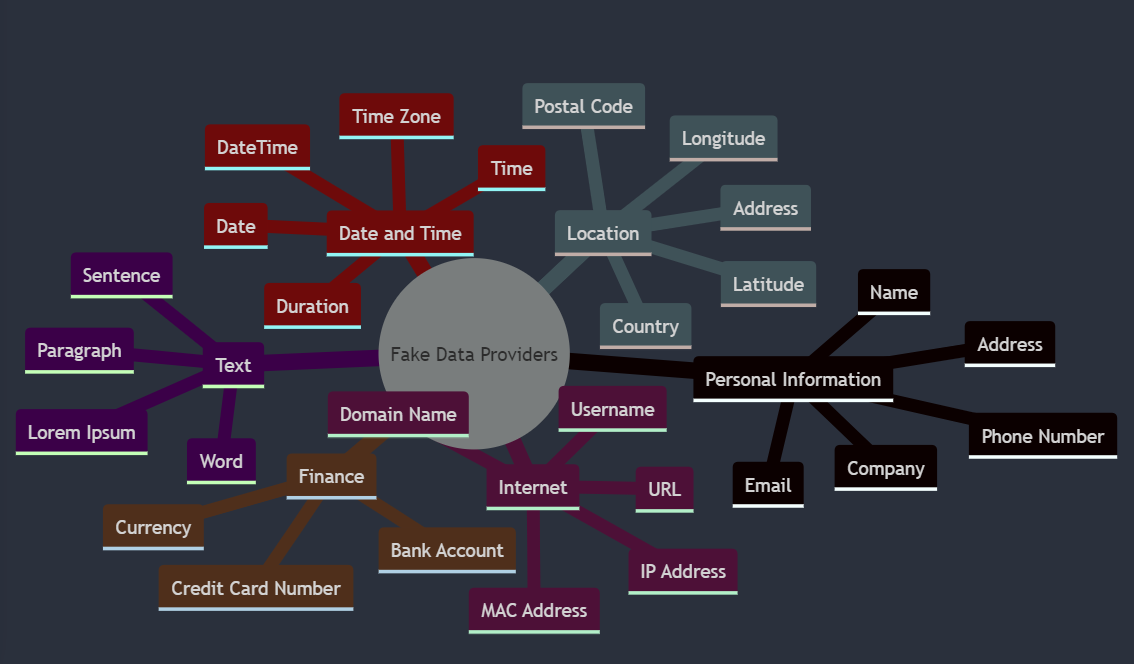 Postal Code
Time Zone
Longitude
DateTime
Time
Address
Date
Date and Time
Location
Sentence
Latitude
Name
Duration
Country
Address
Paragraph
Fake Data Providers
Text
Personal Information
Domain Name
Username
Lorem Ipsum
Phone Number
Word
Company
Finance
Email
Internet
URL
Currency
Bank Account
IP Address
Credit Card Number
MAC Address